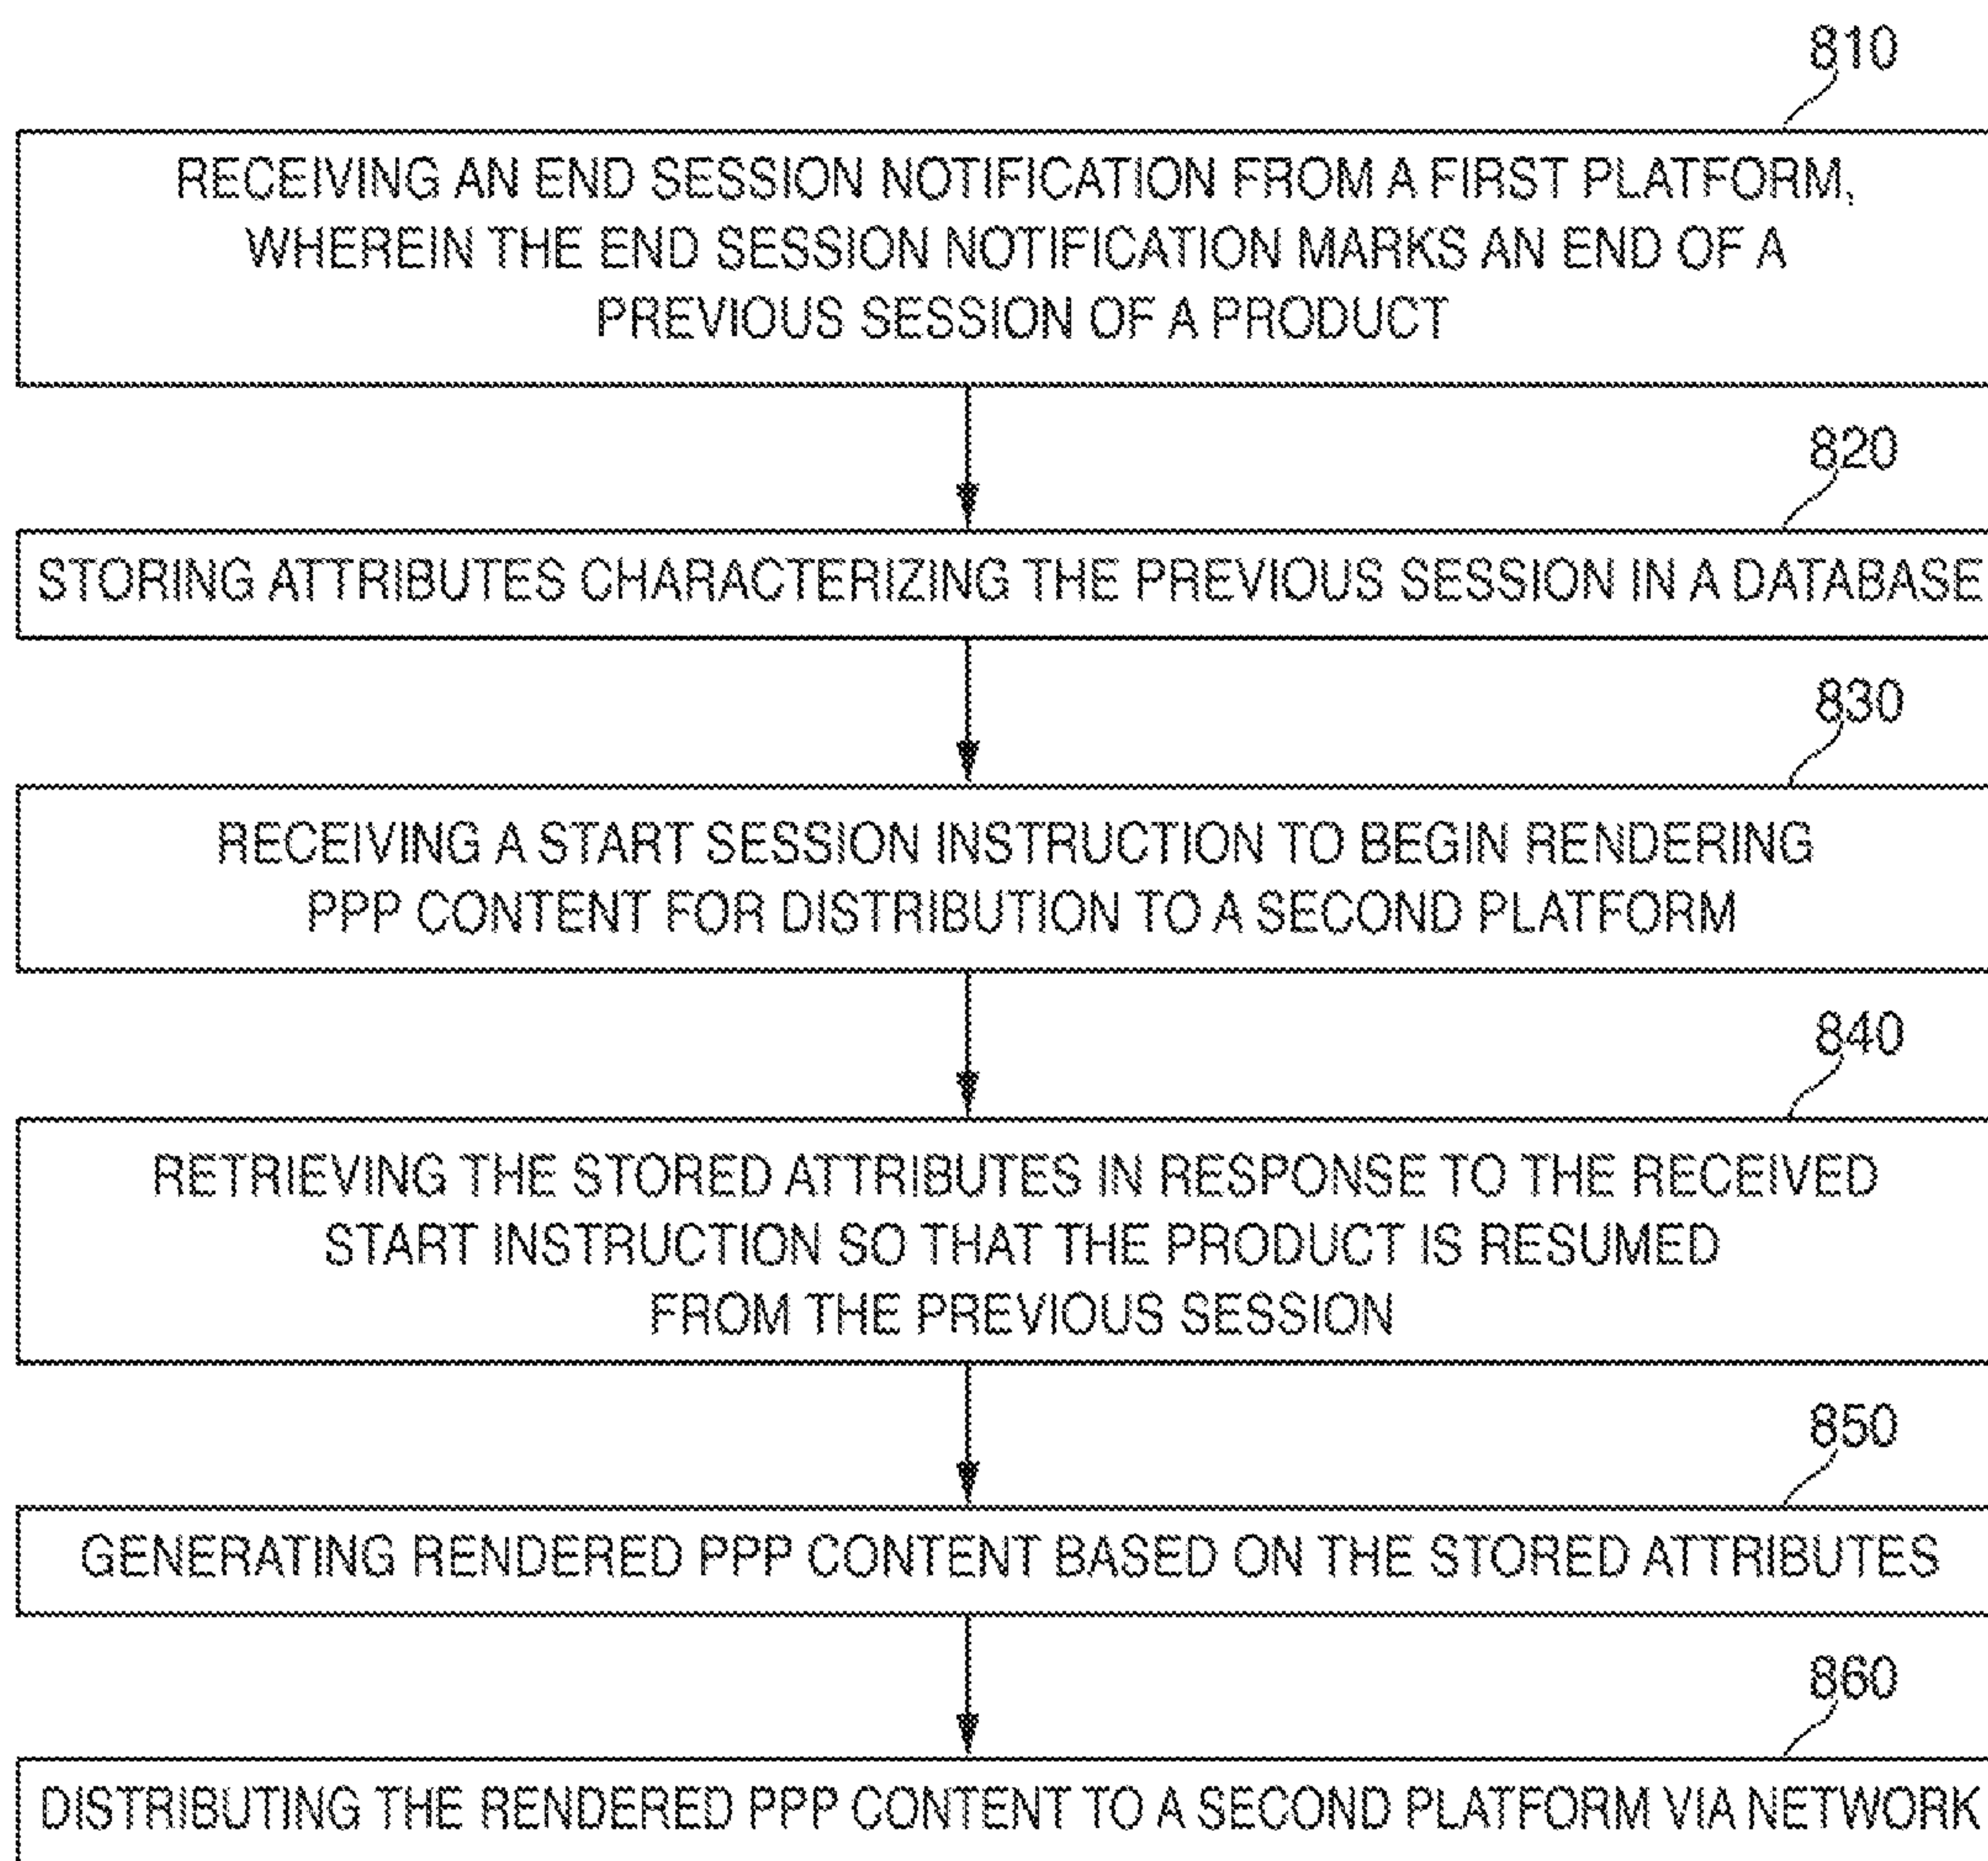 810
RECEIVING AN END SESSION NOTIFICATION FROM A FIRST PLATFORM,
WHEREIN THE END SESSION NOTIFICATION MARKS AN END OF A
PREVIOUS SESSION OF A PRODUCT
820
STORING ATTRIBUTES CHARACTERIZING THE PREVIOUS SESSION IN A DATABASE
830
RECEIVING A START SESSION INSTRUCTION TO BEGIN RENDERING
PPP CONTENT FOR DISTRIBUTION TO A SECOND PLATFORM
840
RETRIEVING THE STORED ATTRIBUTES IN RESPONSE TO THE RECEIVED
START INSTRUCTION SO THAT THE PRODUCT IS RESUMED
FROM THE PREVIOUS SESSION
850
GENERATING RENDERED PPP CONTENT BASED ON THE STORED ATTRIBUTES
860
DISTRIBUTING THE RENDERED PPP CONTENT TO A SECOND PLATFORM VIA NETWORK